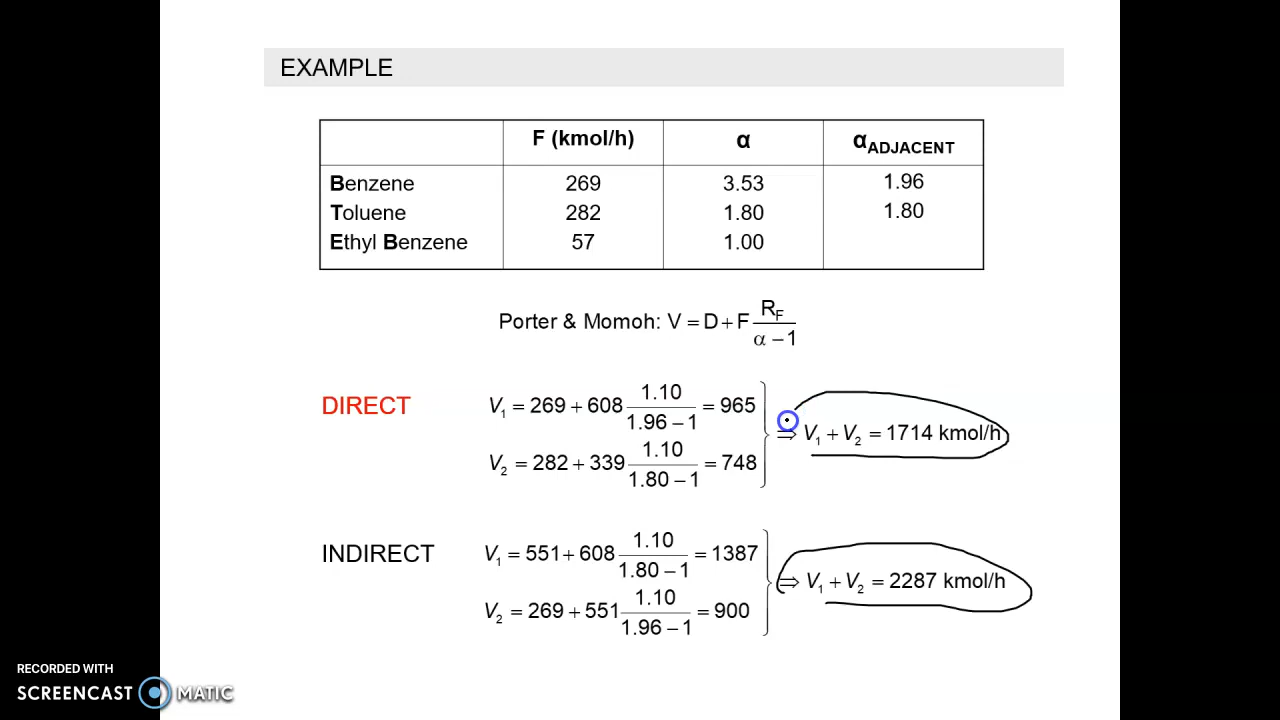 EXAMPLE
F (kmol/h) α α ADJACENT
Benzene 269 3.53 1.96
Toluene 282 1.80 1.80
Ethyl Benzene 57 1.00
Porter & Momoh: V = D + F R_F / α − 1
DIRECT V₁ = 269 + 608 1.10 / 1.96 − 1 = 965
⇒ V₁ + V₂ = 1714 kmol/h
V₂ = 282 + 339 1.10 / 1.80 − 1 = 748
INDIRECT V₁ = 551 + 608 1.10 / 1.80 − 1 = 1387
⇒ V₁ + V₂ = 2287 kmol/h
V₂ = 269 + 551 1.10 / 1.96 − 1 = 900
RECORDED WITH
SCREENCAST MATIC